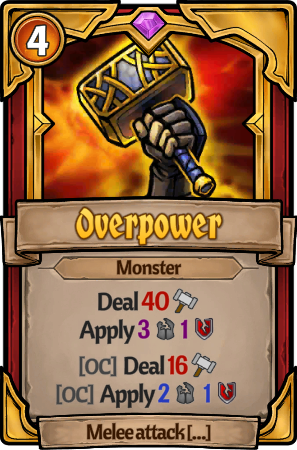 4
Overpower
Monster
Deal 40
Apply 3 1
[OC] Deal 16
[OC] Apply 2 1
Melee attack [...]